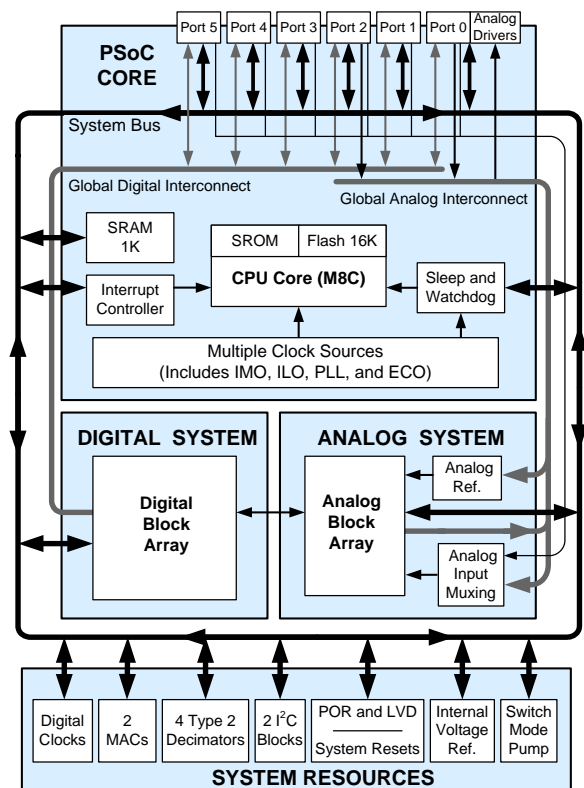 Port 5 Port 4 Port 3 Port 2 Port 1 Port 0 Analog Drivers
PSoC
CORE
System Bus
Global Digital Interconnect
Global Analog Interconnect
SRAM
1K
SROM Flash 16K
CPU Core (M8C)
Interrupt
Controller
Sleep and
Watchdog
Multiple Clock Sources
(Includes IMO, ILO, PLL, and ECO)
DIGITAL SYSTEM
ANALOG SYSTEM
Digital
Block
Array
Analog
Block
Array
Analog
Ref.
Analog
Input
Muxing
Digital
Clocks
2
MACs
4 Type 2
Decimators
2 I²C
Blocks
POR and LVD
System Resets
Internal
Voltage
Ref.
Switch
Mode
Pump
SYSTEM RESOURCES